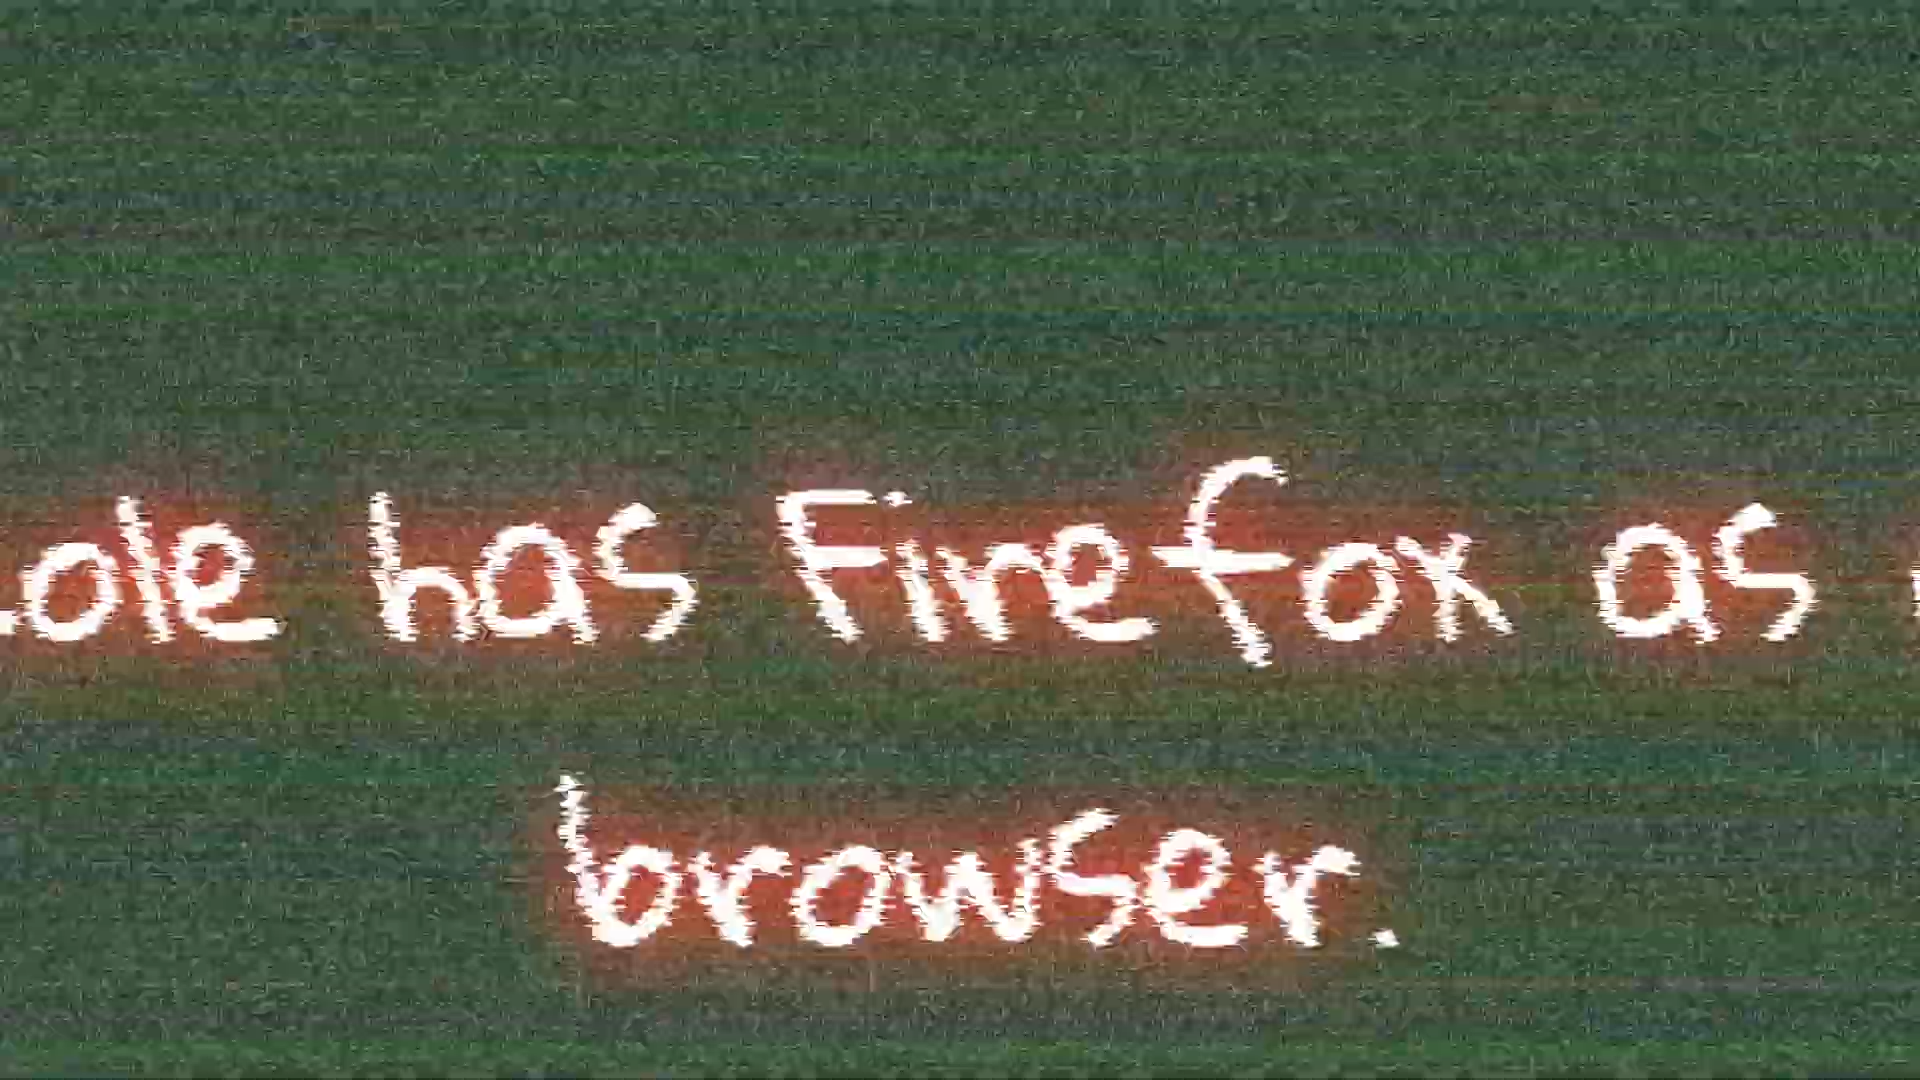 ole has Firefox as
browser.